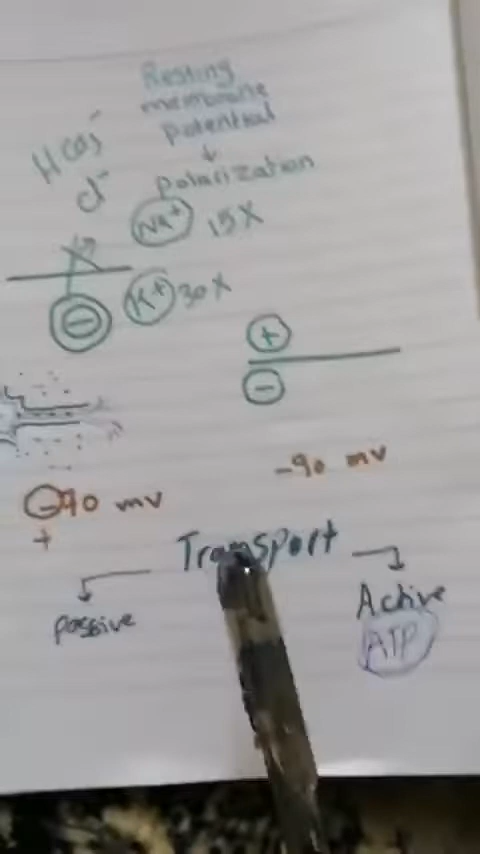 Resting
membrane
potential
↓
polarization
Hco3-
cl-
Na+ 15X
K+ 30X
-
+
-
-90 mv
-90 mv
+
Transport
Passive
Active
ATP